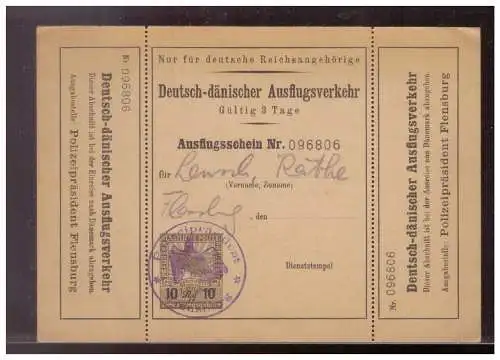 Nr. 096806
Deutsch-dänischer Ausflugsverkehr
Dieser Abschnitt ist bei der Einreise nach Dänemark abzugeben.
Ausgabestelle: Polizeipräsident Flensburg
Nur für deutsche Reichsangehörige
Deutsch-dänischer Ausflugsverkehr
Gültig 3 Tage
Ausflugsschein Nr. 096806
für
(Vorname, Zuname)
Flensburg, den
Dienststempel
10 Rpf 10
Deutsch-dänischer Ausflugsverkehr
Dieser Abschnitt ist bei der Ausreise aus Dänemark abzugeben.
Ausgabestelle: Polizeipräsident Flensburg
Nr. 096806